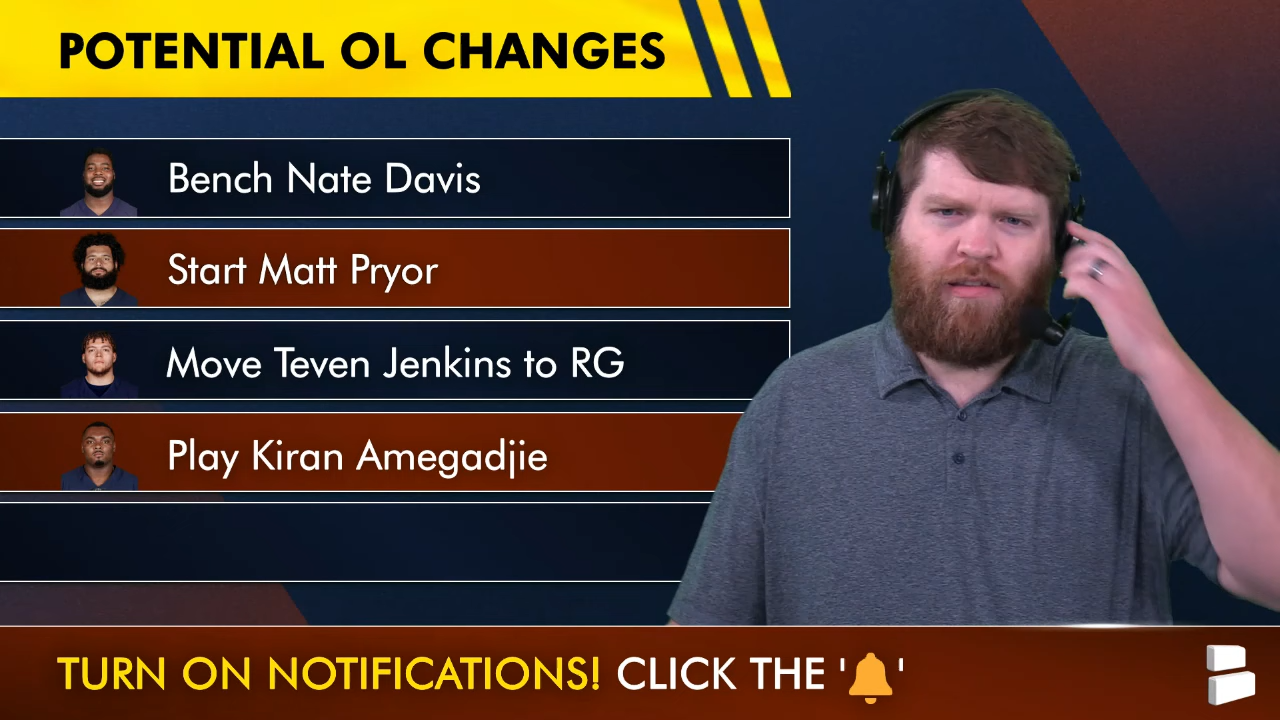 POTENTIAL OL CHANGES
Bench Nate Davis
Start Matt Pryor
Move Teven Jenkins to RG
Play Kiran Amegadjie
TURN ON NOTIFICATIONS! CLICK THE '🔔'